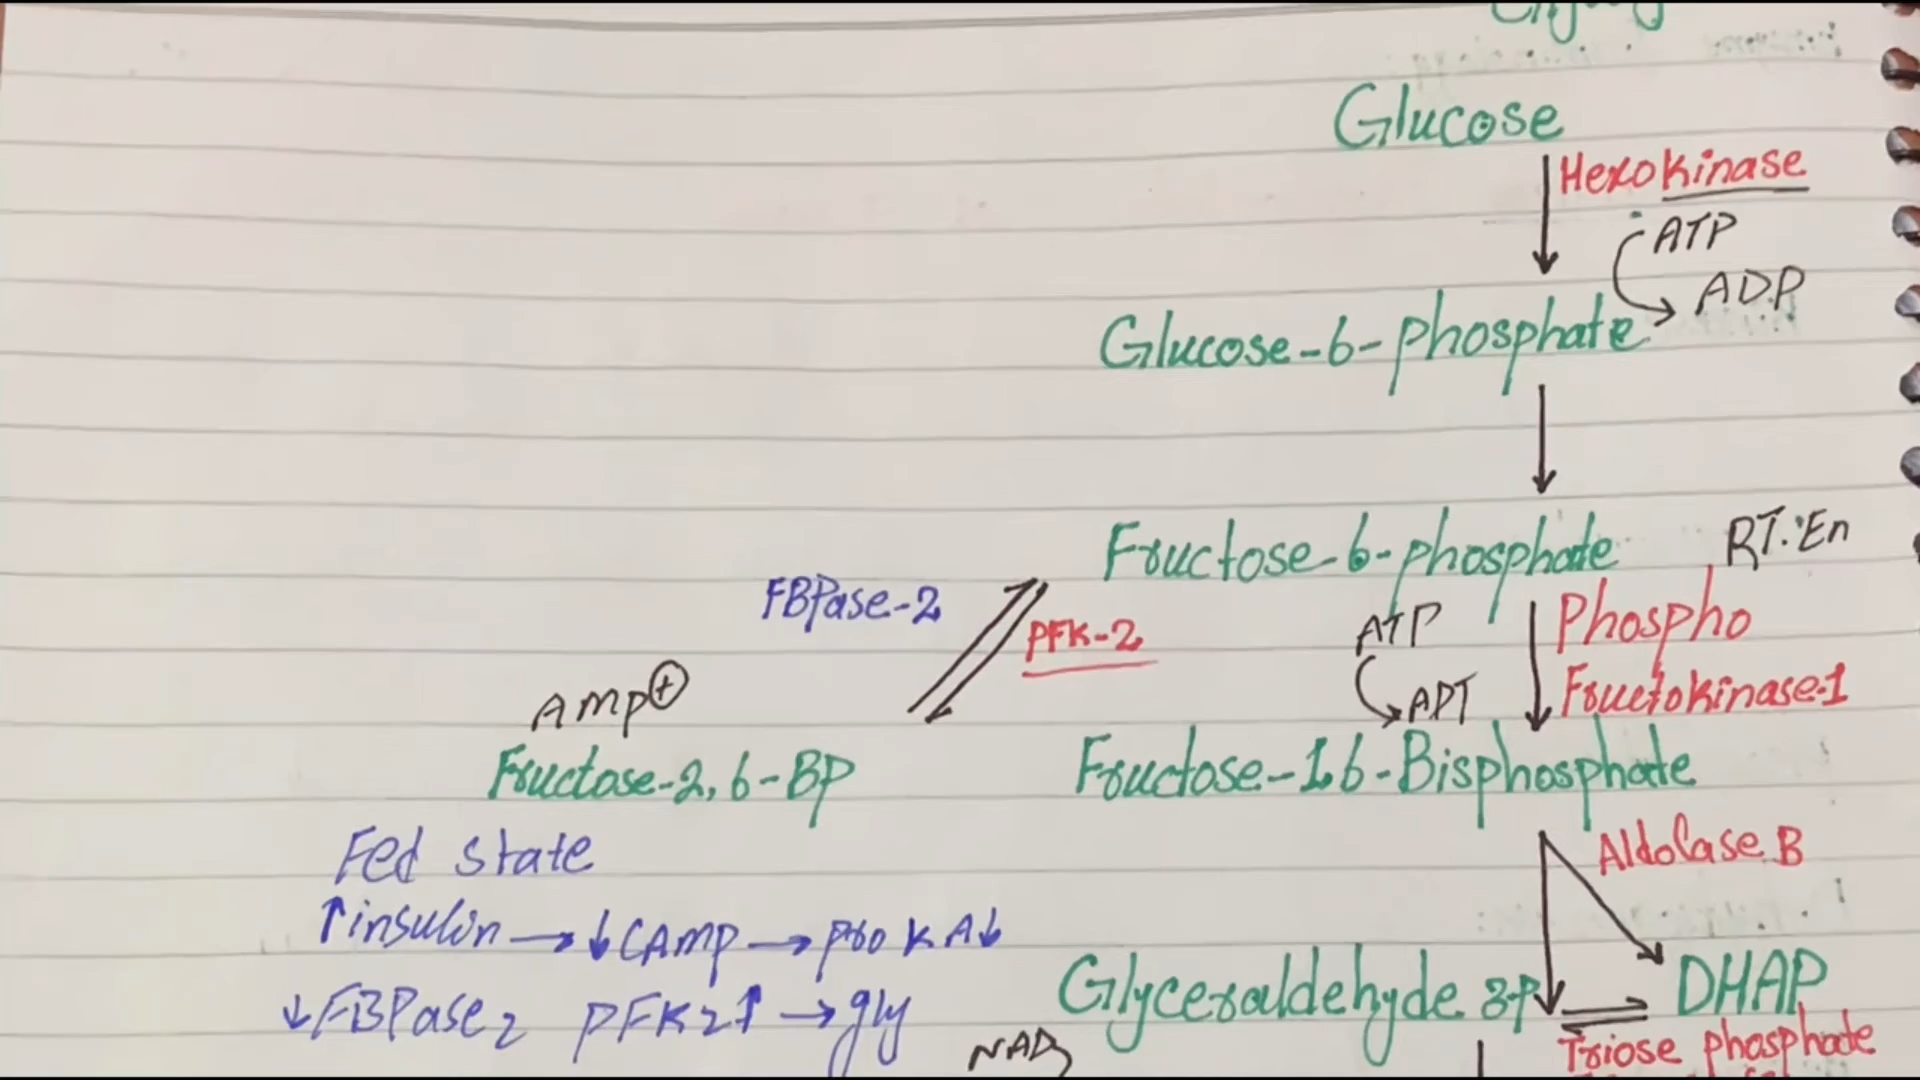 Glucose
Hexokinase
ATP
ADP
Glucose-6-phosphate
Fructose-6-phosphate
RT.En
FBPase-2
PFK-2
ATP
ADT
Phospho
Fructokinase-1
AMP+
Fructose-2,6-BP
Fructose-1,6-Bisphosphate
Aldolase B
Fed state
↑insulin → ↓CAMP → pro KA↓
Glyceraldehyde 3-P
DHAP
↓FBPase2 PFK2↑ → gly
NAD
Triose phosphate